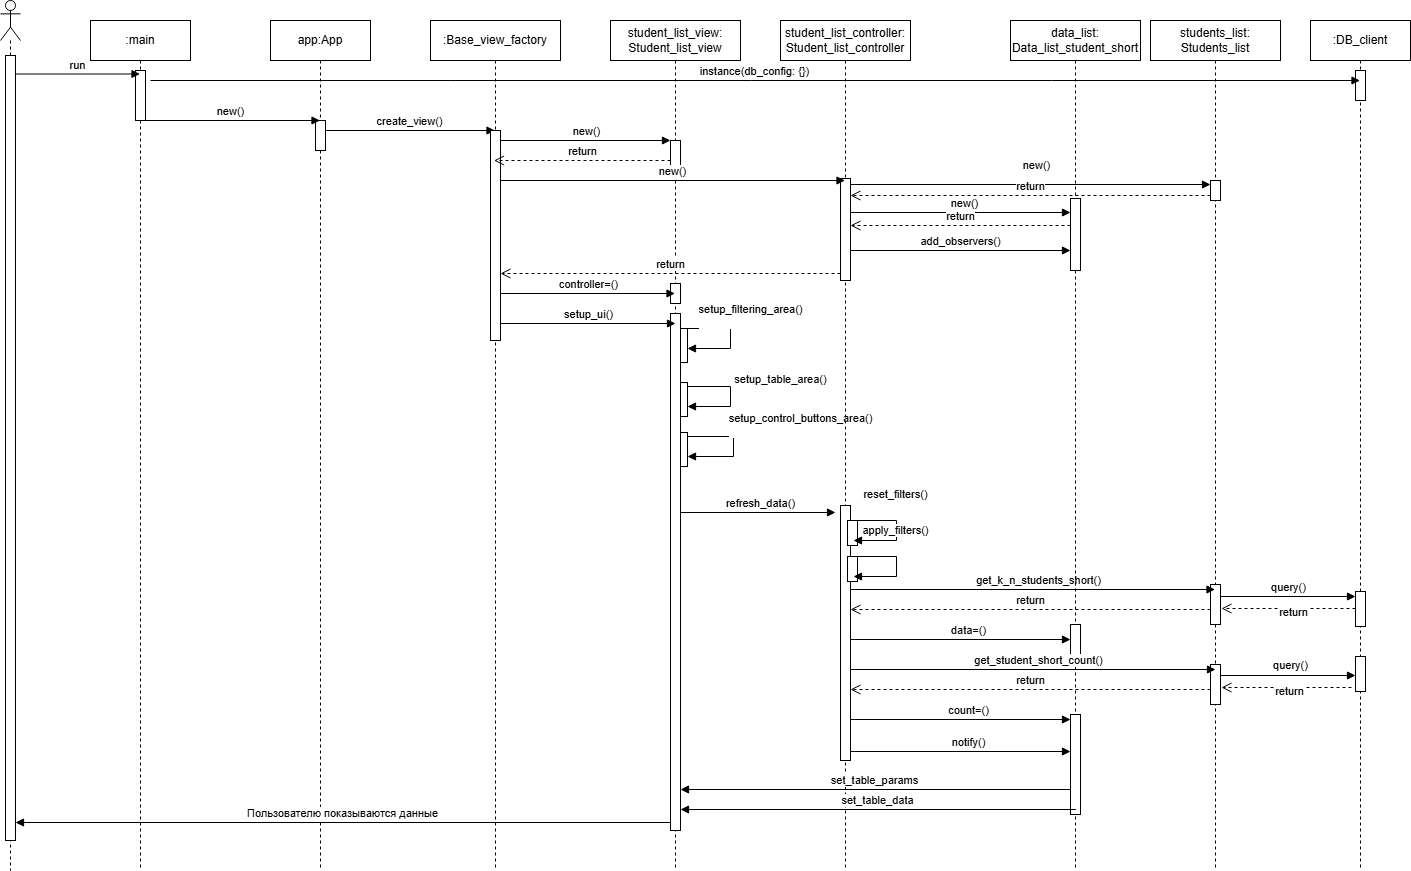 :main
app:App
:Base_view_factory
student_list_view:
Student_list_view
student_list_controller:
Student_list_controller
data_list:
Data_list_student_short
students_list:
Students_list
:DB_client
run
instance(db_config: {})
new()
create_view()
new()
return
new()
new()
return
new()
return
add_observers()
return
controller=()
setup_ui()
setup_filtering_area()
setup_table_area()
setup_control_buttons_area()
refresh_data()
reset_filters()
apply_filters()
get_k_n_students_short()
query()
return
return
data=()
get_student_short_count()
query()
return
return
count=()
notify()
set_table_params
set_table_data
Пользователю показываются данные